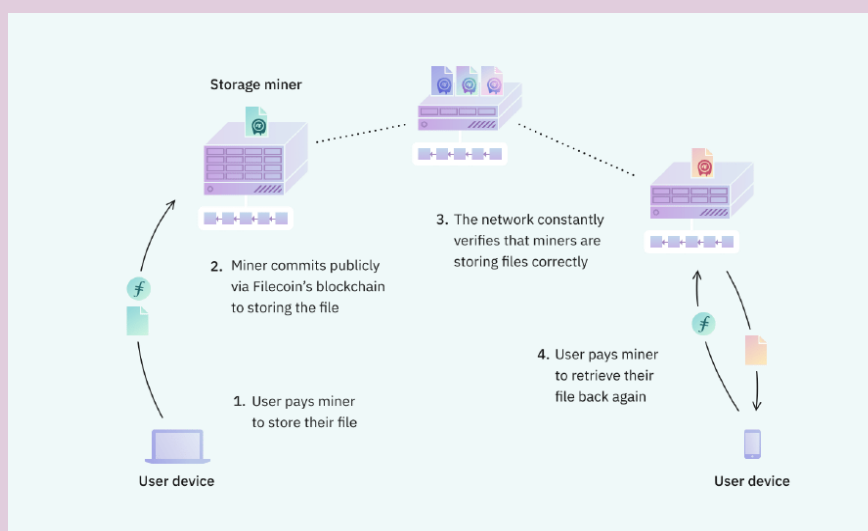 Storage miner
3. The network constantly
verifies that miners are
storing files correctly
2. Miner commits publicly
via Filecoin's blockchain
to storing the file
4. User pays miner
to retrieve their
file back again
1. User pays miner
to store their file
User device
User device